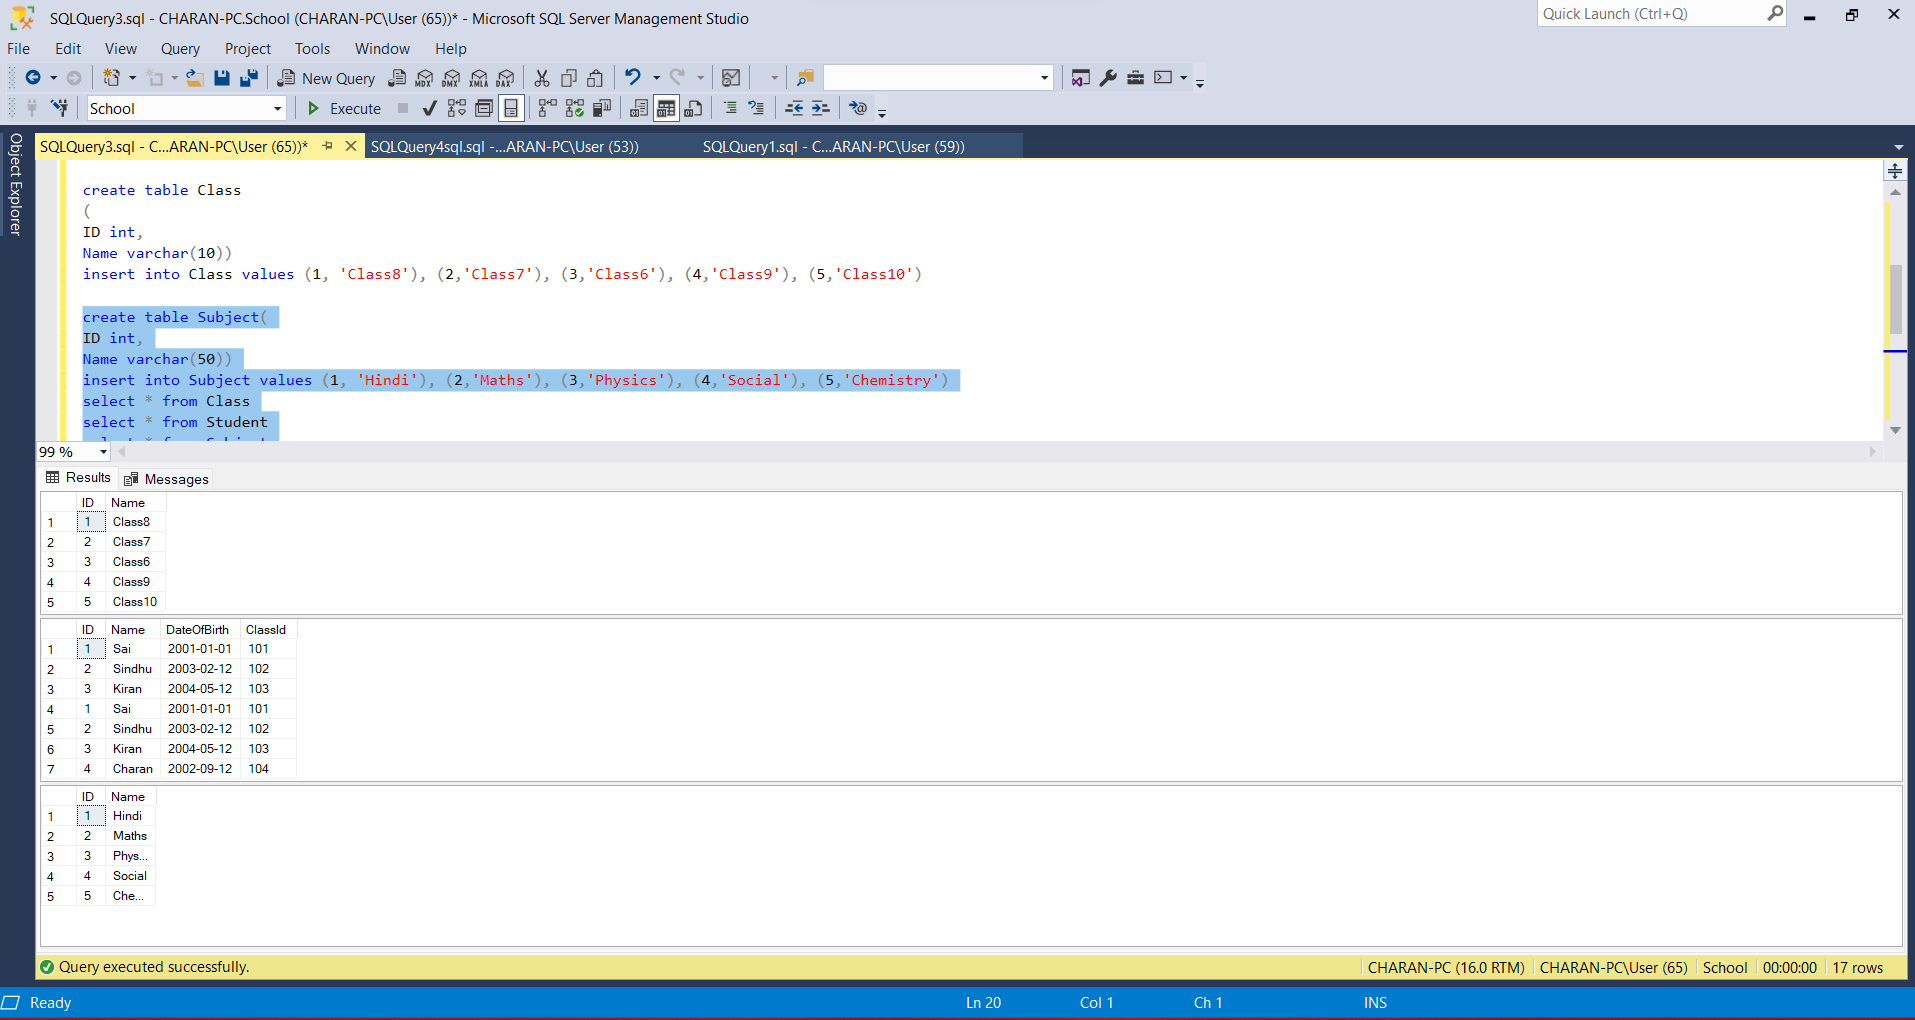 SQLQuery3.sql - CHARAN-PC.School (CHARAN-PC\User (65))* - Microsoft SQL Server Management Studio
Quick Launch (Ctrl+Q)
File Edit View Query Project Tools Window Help
New Query MDX DMX XMLA DAX
School Execute
Object Explorer
SQLQuery3.sql - C...ARAN-PC\User (65))* SQLQuery4sql.sql -...ARAN-PC\User (53)) SQLQuery1.sql - C...ARAN-PC\User (59))
create table Class
(
ID int,
Name varchar(10))
insert into Class values (1, 'Class8'), (2,'Class7'), (3,'Class6'), (4,'Class9'), (5,'Class10')
create table Subject(
ID int,
Name varchar(50))
insert into Subject values (1, 'Hindi'), (2,'Maths'), (3,'Physics'), (4,'Social'), (5,'Chemistry')
select * from Class
select * from Student
select * from Subject
99 %
Results Messages
ID Name
1 1 Class8
2 2 Class7
3 3 Class6
4 4 Class9
5 5 Class10
ID Name DateOfBirth ClassId
1 1 Sai 2001-01-01 101
2 2 Sindhu 2003-02-12 102
3 3 Kiran 2004-05-12 103
4 1 Sai 2001-01-01 101
5 2 Sindhu 2003-02-12 102
6 3 Kiran 2004-05-12 103
7 4 Charan 2002-09-12 104
ID Name
1 1 Hindi
2 2 Maths
3 3 Phys...
4 4 Social
5 5 Che...
Query executed successfully. CHARAN-PC (16.0 RTM) CHARAN-PC\User (65) School 00:00:00 17 rows
Ready Ln 20 Col 1 Ch 1 INS